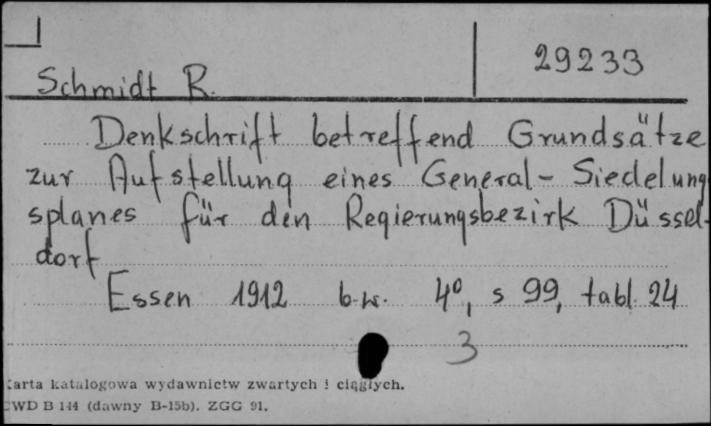 29233
Schmidt R.
Denkschrift betreffend Grundsätze
zur Aufstellung eines General - Siedelung
splanes für den Regierungsbezirk Düssel-
dorf
Essen 1912 b.w. 4°, s 99, tabl. 24
3
Karta katalogowa wydawnictw zwartych i ciągłych.
CWD B 144 (dawny B-15b). ZGG 91.